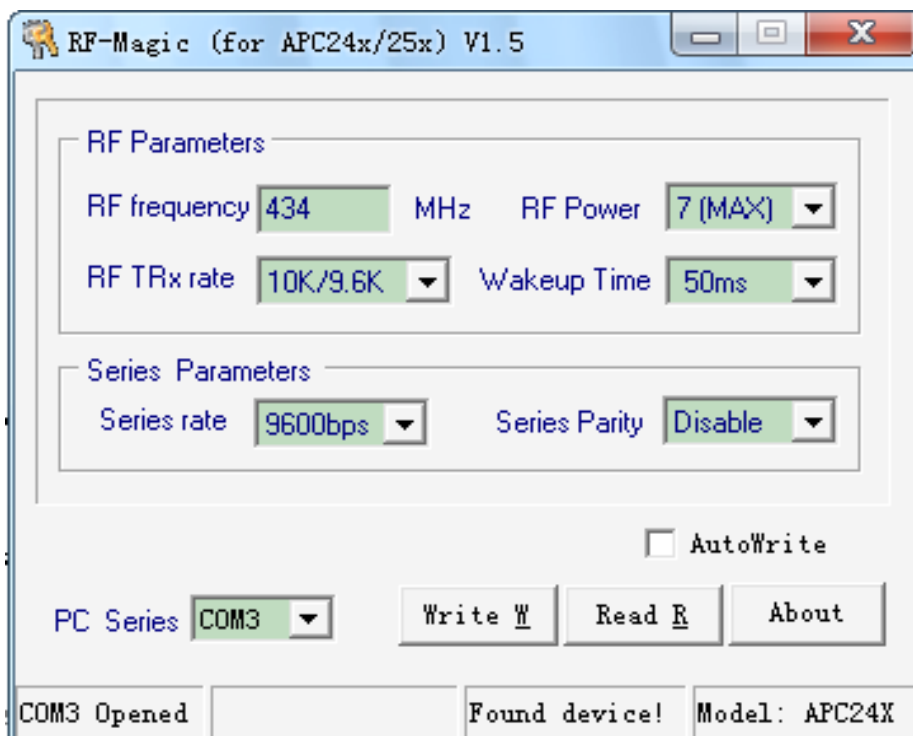 RF-Magic (for APC24x/25x) V1.5
RF Parameters
RF frequency 434 MHz RF Power 7 (MAX)
RF TRx rate 10K/9.6K Wakeup Time 50ms
Series Parameters
Series rate 9600bps Series Parity Disable
AutoWrite
PC Series COM3 Write W Read R About
COM3 Opened Found device! Model: APC24X